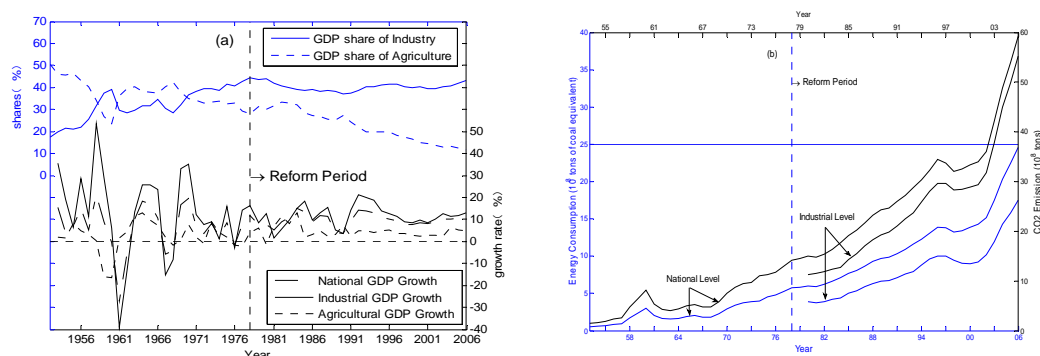 (a)
GDP share of Industry
GDP share of Agriculture
shares( %)
70
60
50
40
30
20
10
0
→ Reform Period
50
40
30
20
10
0
-10
-20
-30
-40
growth rate( %)
National GDP Growth
Industrial GDP Growth
Agricultural GDP Growth
1956 1961 1966 1971 1976 1981 1986 1991 1996 2001 2006
Year
Year
55 61 67 73 79 85 91 97 03
(b)
→ Reform Period
Energy Consumption (10^8 tons of coal equivalent)
40
35
30
25
20
15
10
5
0
Industrial Level
National Level
60
50
40
30
20
10
0
CO2 Emission (10^8 tons)
58 64 70 76 82 88 94 00 06
Year